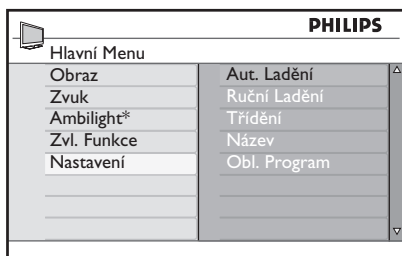 PHILIPS
Hlavní Menu
Obraz
Zvuk
Ambilight*
Zvl. Funkce
Nastavení
Aut. Ladění
Ruční Ladění
Třídění
Název
Obl. Program